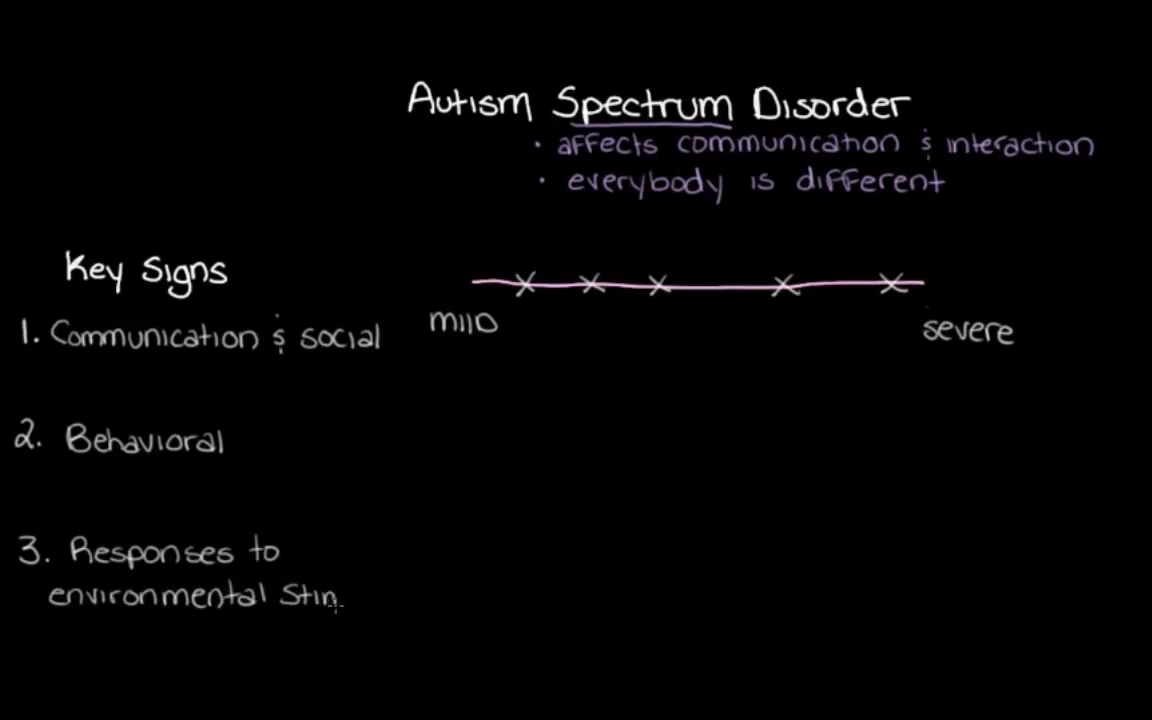 Autism Spectrum Disorder
• affects communication & interaction
• everybody is different
Key Signs
mild
severe
1. Communication & social
2. Behavioral
3. Responses to
environmental Stim